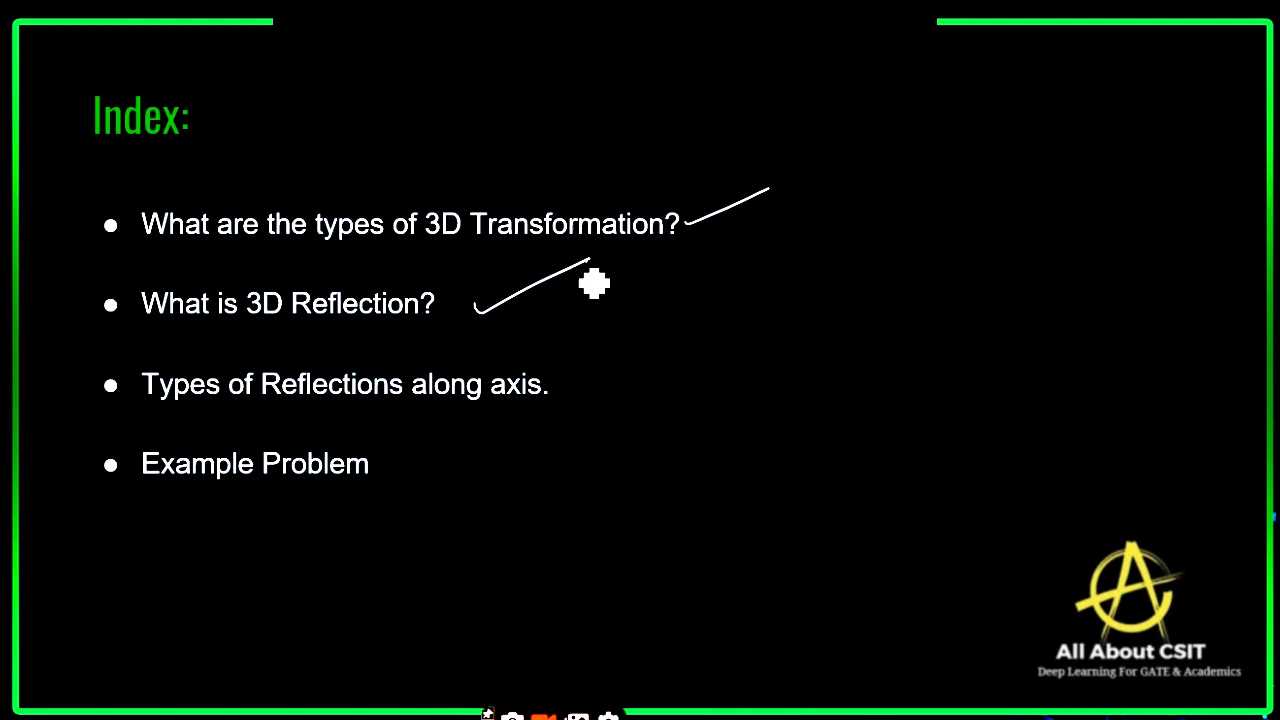 Index:
● What are the types of 3D Transformation?
● What is 3D Reflection?
● Types of Reflections along axis.
● Example Problem
All About CSIT
Deep Learning For GATE & Academics